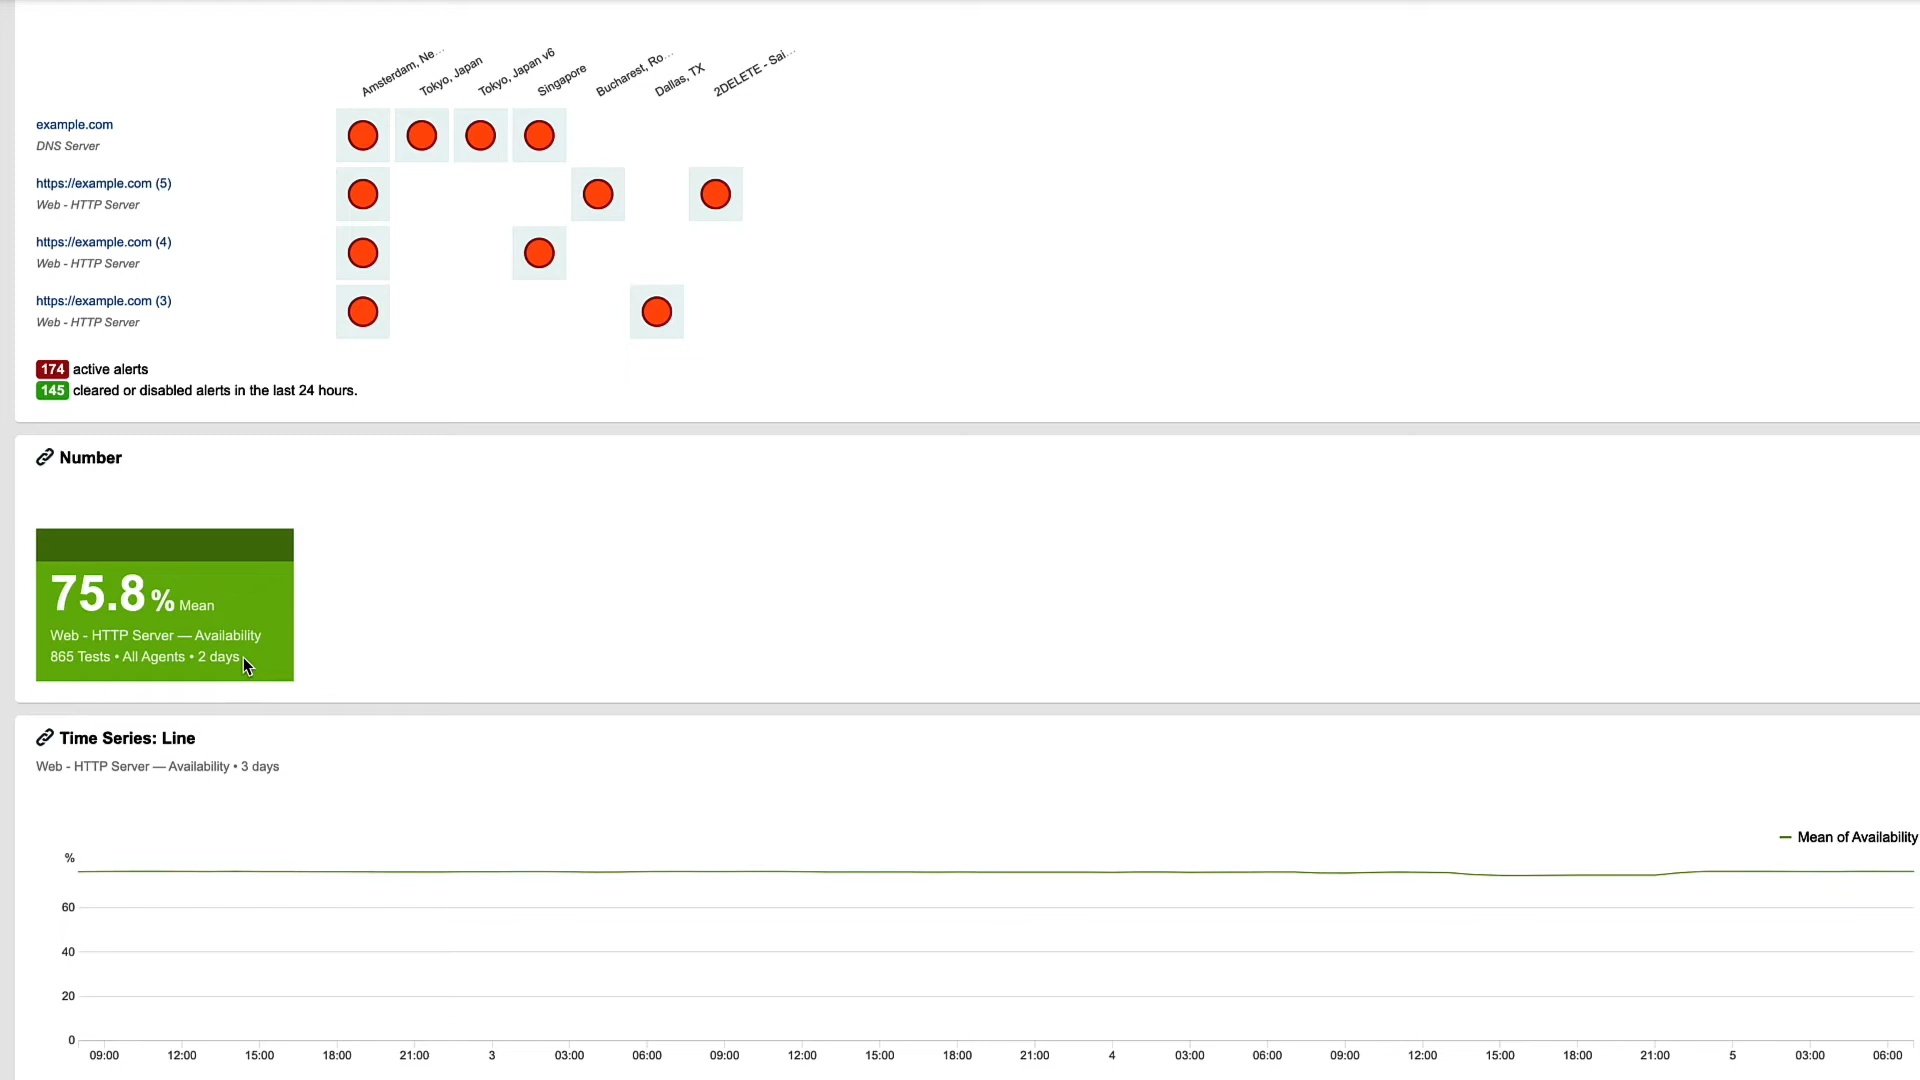 Amsterdam, Ne...
Tokyo, Japan
Tokyo, Japan v6
Singapore
Bucharest, Ro...
Dallas, TX
2DELETE - Sai...
example.com
DNS Server
https://example.com (5)
Web - HTTP Server
https://example.com (4)
Web - HTTP Server
https://example.com (3)
Web - HTTP Server
174 active alerts
145 cleared or disabled alerts in the last 24 hours.
Number
75.8 % Mean
Web - HTTP Server — Availability
865 Tests • All Agents • 2 days
Time Series: Line
Web - HTTP Server — Availability • 3 days
Mean of Availability
%
60
40
20
0
09:00 12:00 15:00 18:00 21:00 3 03:00 06:00 09:00 12:00 15:00 18:00 21:00 4 03:00 06:00 09:00 12:00 15:00 18:00 21:00 5 03:00 06:00